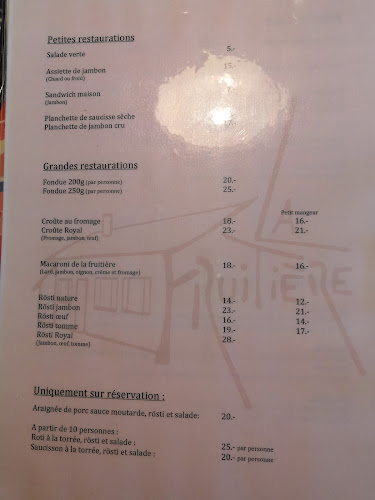 Petites restaurations
Salade verte 5.-
Assiette de jambon 15.-
(Chaud ou froid)
Sandwich maison
(Jambon)
Planchette de saucisse sèche
Planchette de jambon cru 17.-
Grandes restaurations
Fondue 200g (par personne) 20.-
Fondue 250g (par personne) 25.-
Petit mangeur
Croûte au fromage 18.- 16.-
Croûte Royal 23.- 21.-
(Fromage, jambon, œuf)
Macaroni de la fruitière 18.- 16.-
(Lard, jambon, oignon, crème et fromage)
LA FRUITIÈRE
Rösti nature 14.- 12.-
Rösti jambon 23.- 21.-
Rösti œuf 16.- 14.-
Rösti tomme 19.- 17.-
Rösti Royal 28.-
(Jambon, œuf, tomme)
Uniquement sur réservation :
Araignée de porc sauce moutarde, rösti et salade: 20.-
A partir de 10 personnes :
Roti à la torrée, rösti et salade : 25.- par personne
Saucisson à la torrée, rösti et salade : 20.- par personne